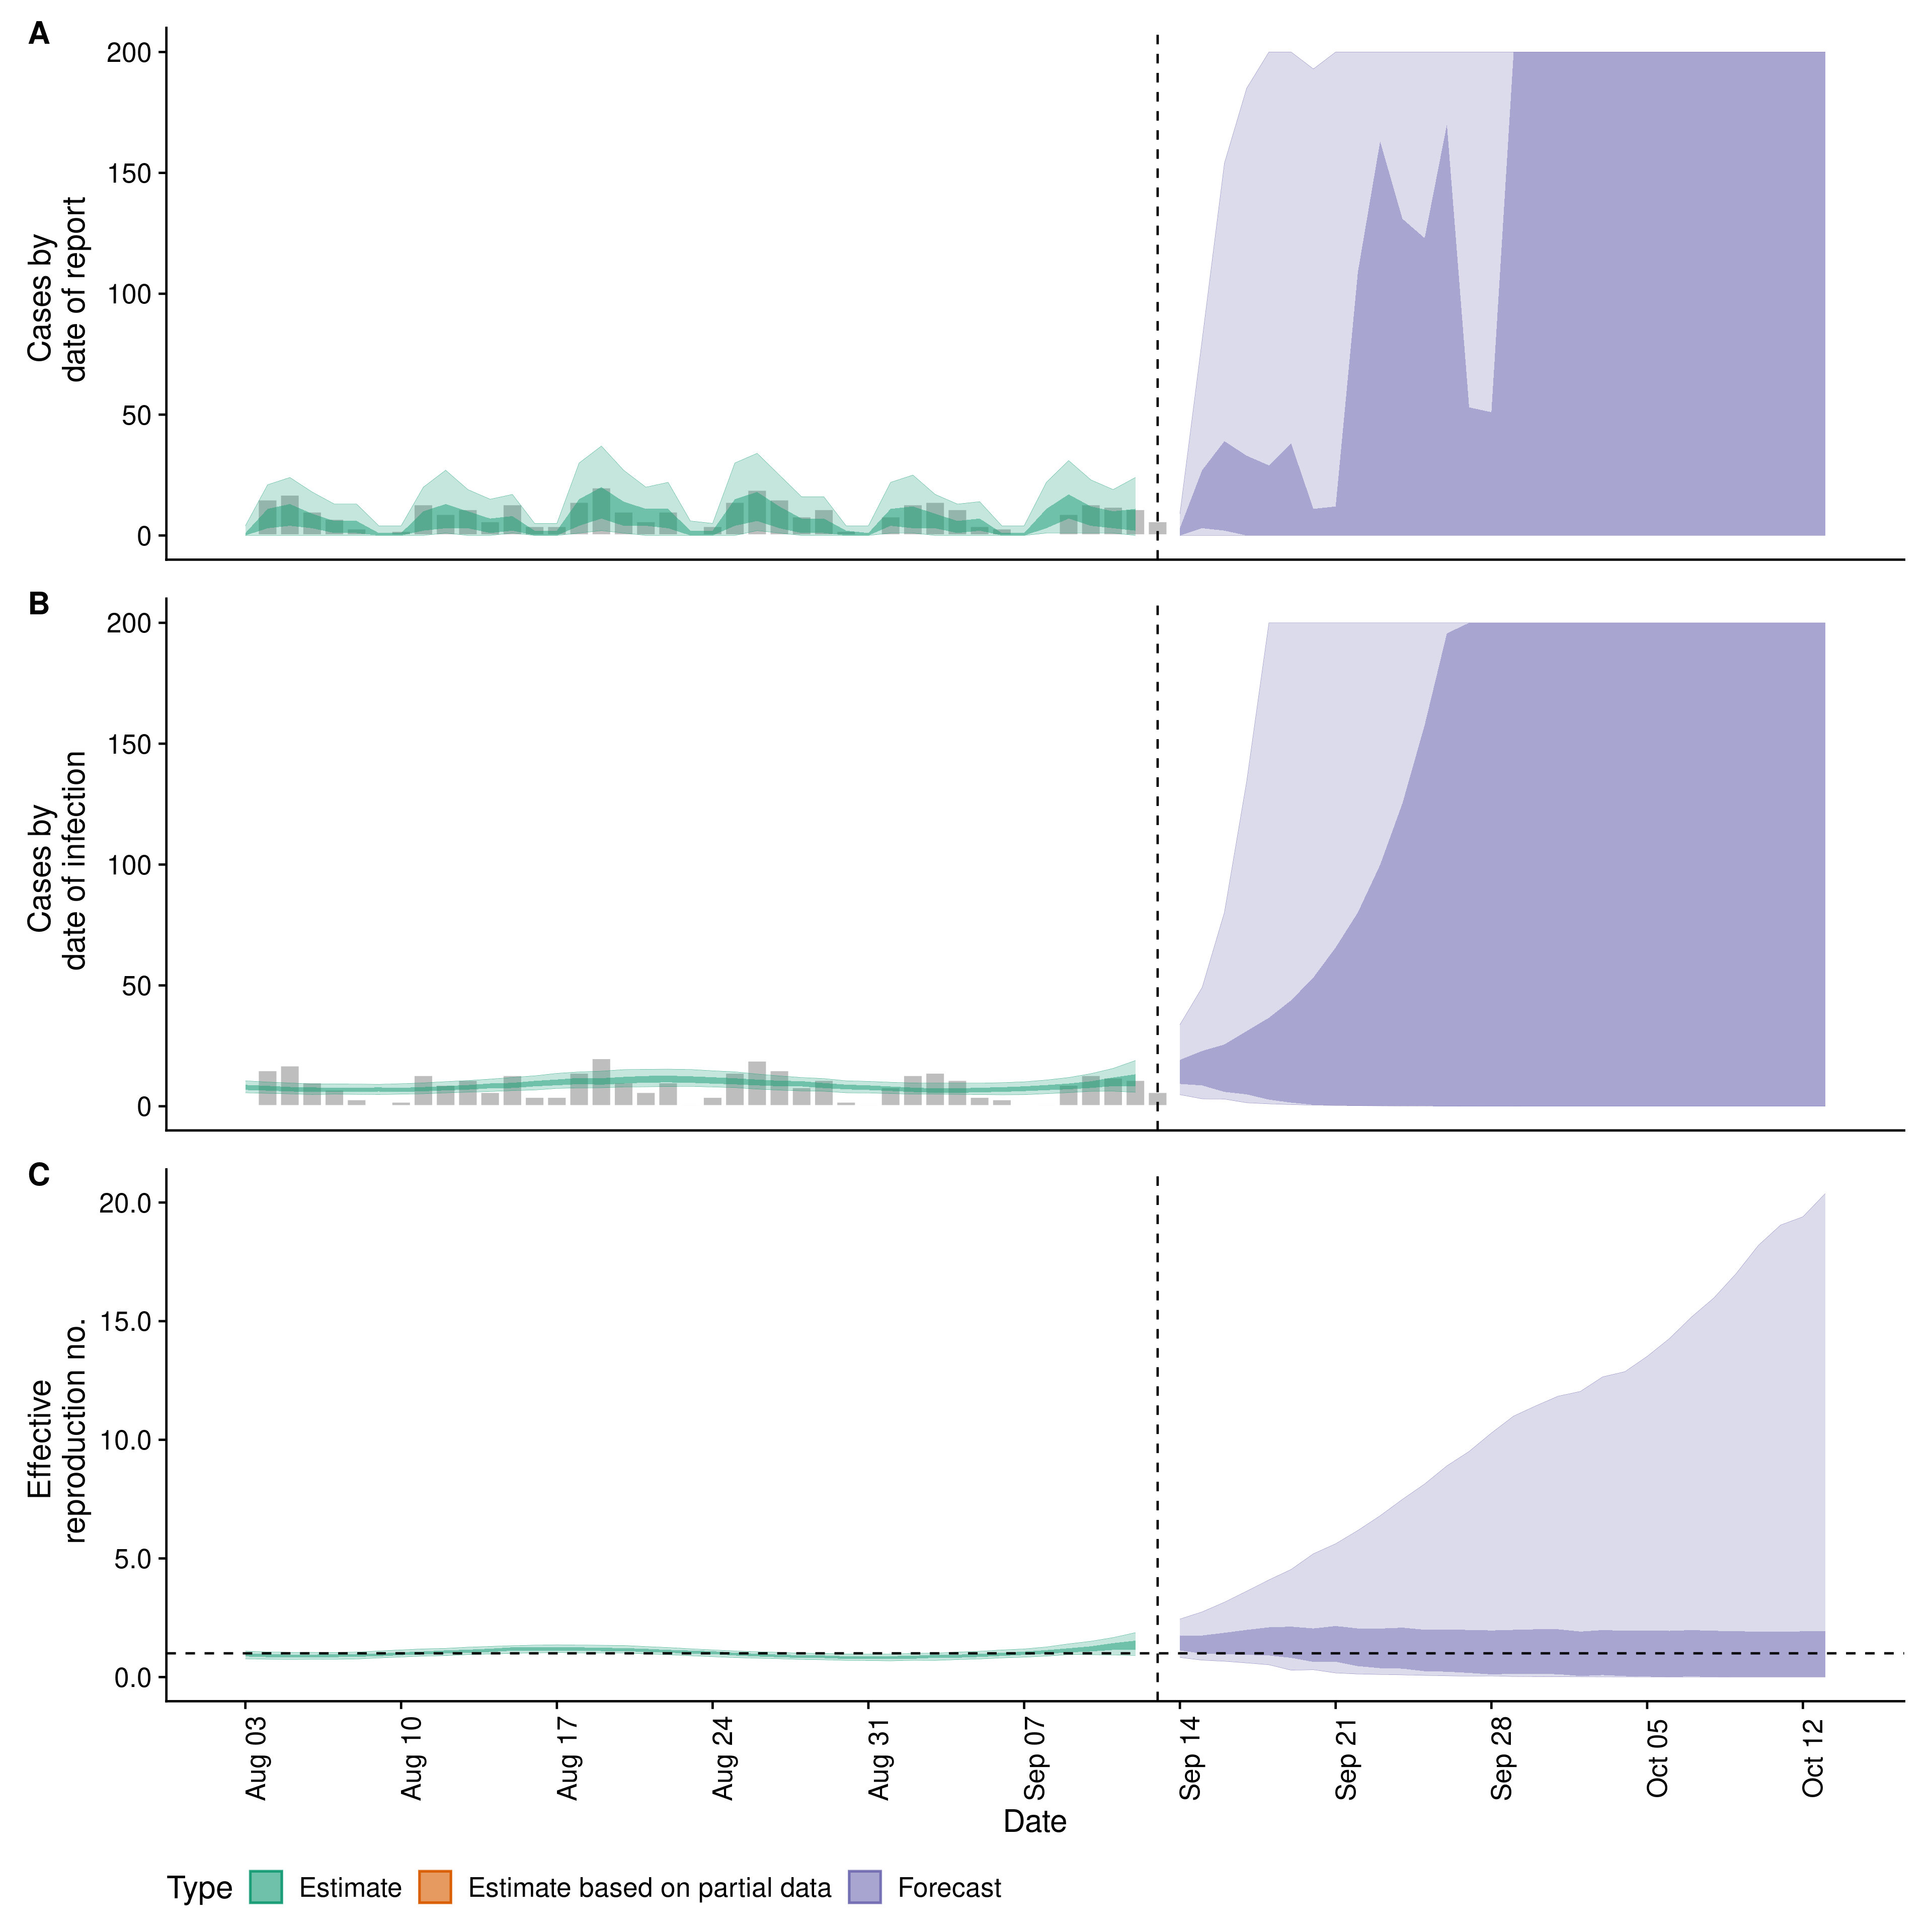 A
200
150
100
50
0
Cases by
date of report
B
200
150
100
50
0
Cases by
date of infection
C
20.0
15.0
10.0
5.0
0.0
Effective
reproduction no.
Aug 03
Aug 10
Aug 17
Aug 24
Aug 31
Sep 07
Sep 14
Sep 21
Sep 28
Oct 05
Oct 12
Date
Type Estimate Estimate based on partial data Forecast